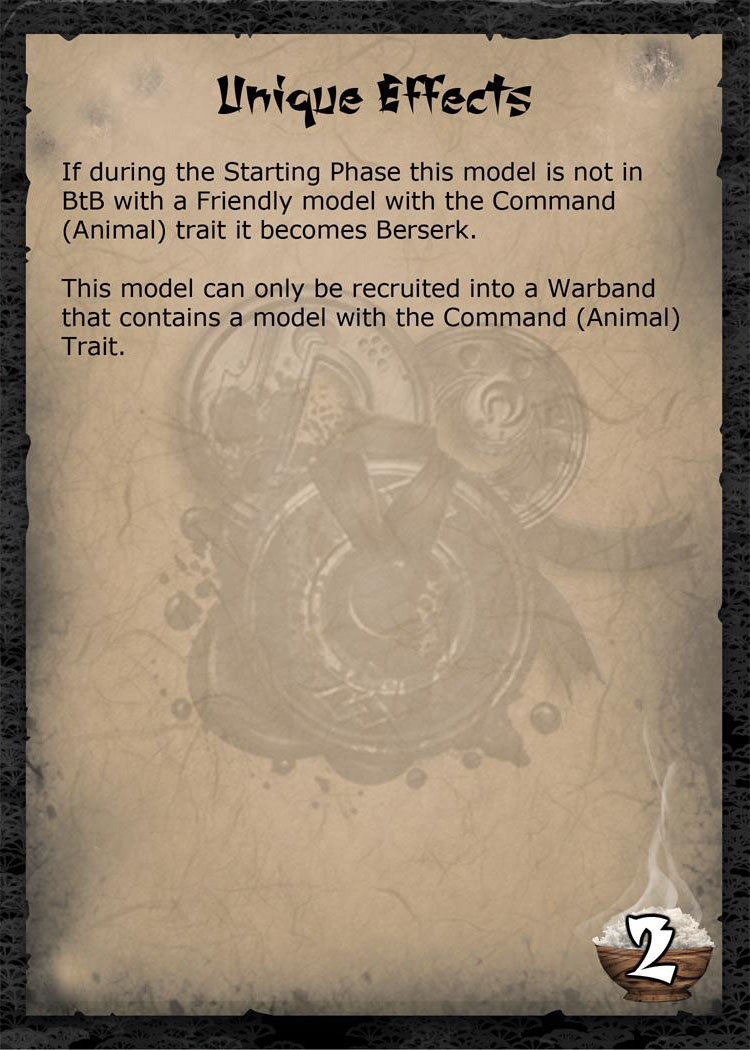 Unique Effects
If during the Starting Phase this model is not in
BtB with a Friendly model with the Command
(Animal) trait it becomes Berserk.
This model can only be recruited into a Warband
that contains a model with the Command (Animal)
Trait.
2